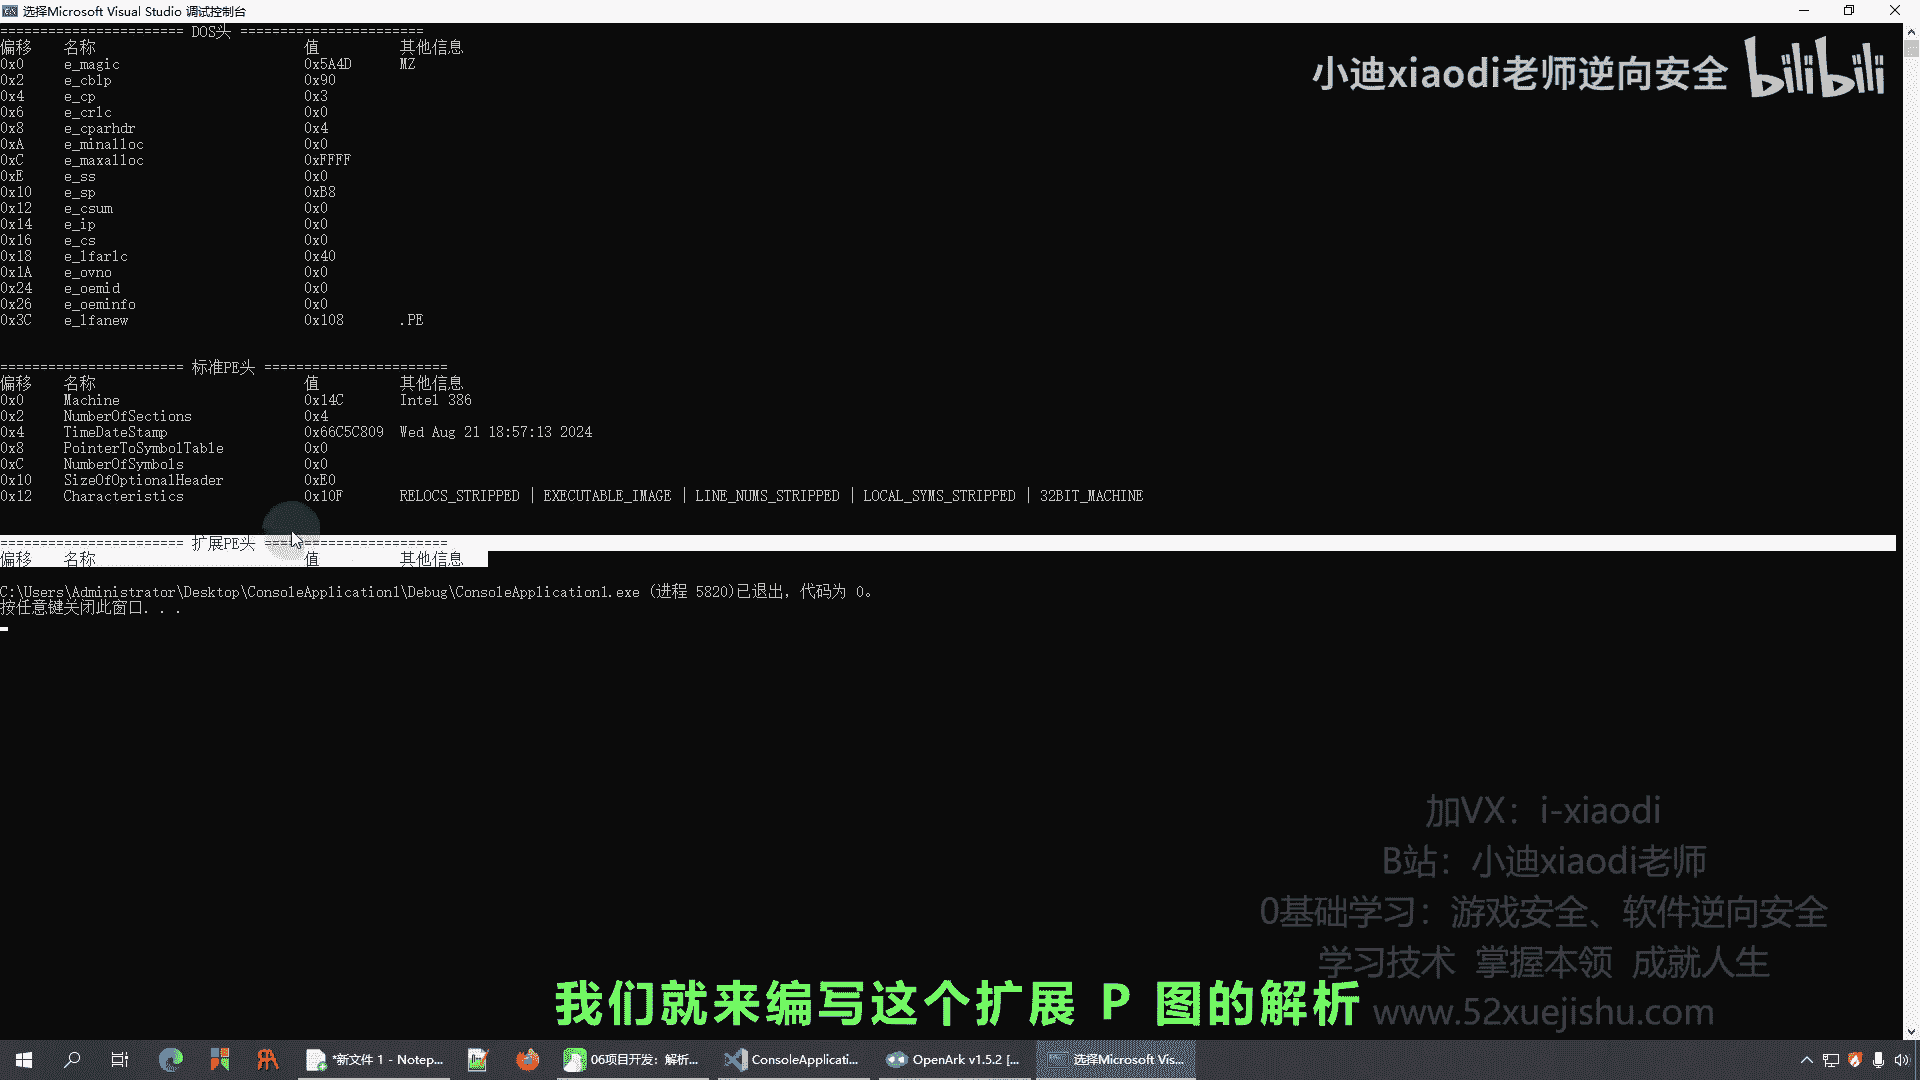 选择Microsoft Visual Studio 调试控制台
======================= DOS头 =======================
偏移 名称 值 其他信息
0x0 e_magic 0x5A4D MZ
0x2 e_cblp 0x90
0x4 e_cp 0x3
0x6 e_crlc 0x0
0x8 e_cparhdr 0x4
0xA e_minalloc 0x0
0xC e_maxalloc 0xFFFF
0xE e_ss 0x0
0x10 e_sp 0xB8
0x12 e_csum 0x0
0x14 e_ip 0x0
0x16 e_cs 0x0
0x18 e_lfarlc 0x40
0x1A e_ovno 0x0
0x24 e_oemid 0x0
0x26 e_oeminfo 0x0
0x3C e_lfanew 0x108 .PE
======================= 标准PE头 =======================
偏移 名称 值 其他信息
0x0 Machine 0x14C Intel 386
0x2 NumberOfSections 0x4
0x4 TimeDateStamp 0x66C5C809 Wed Aug 21 18:57:13 2024
0x8 PointerToSymbolTable 0x0
0xC NumberOfSymbols 0x0
0x10 SizeOfOptionalHeader 0xE0
0x12 Characteristics 0x10F RELOCS_STRIPPED | EXECUTABLE_IMAGE | LINE_NUMS_STRIPPED | LOCAL_SYMS_STRIPPED | 32BIT_MACHINE
======================= 扩展PE头 =======================
偏移 名称 值 其他信息
C:\Users\Administrator\Desktop\ConsoleApplication1\Debug\ConsoleApplication1.exe (进程 5820)已退出，代码为 0。
按任意键关闭此窗口. . .
小迪xiaodi老师逆向安全 bilibili
加VX：i-xiaodi
B站：小迪xiaodi老师
0基础学习：游戏安全、软件逆向安全
学习技术 掌握本领 成就人生
www.52xuejishu.com
我们就来编写这个扩展 P 图的解析
*新文件 1 - Notep...
06项目开发：解析...
ConsoleApplicati...
OpenArk v1.5.2 [...
选择Microsoft Vis...